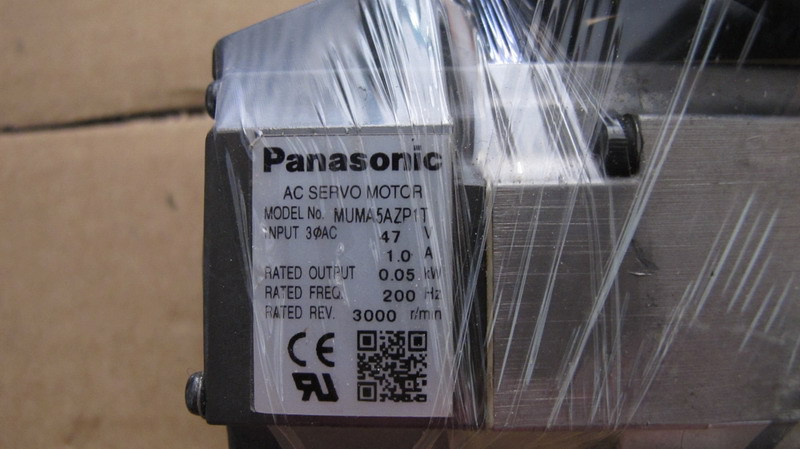 Panasonic
AC SERVO MOTOR
MODEL No. MUMA5AZP1T
INPUT 3ØAC 47 V
1.0 A
RATED OUTPUT 0.05 kW
RATED FREQ. 200 Hz
RATED REV. 3000 r/min
CE